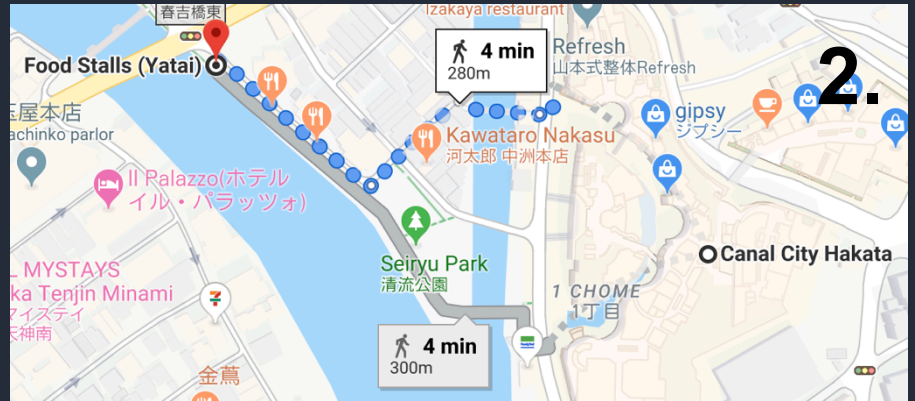 春吉橋東
Izakaya restaurant
Food Stalls (Yatai)
4 min
280m
Refresh
山本式整体Refresh
2.
玉屋本店
achinko parlor
gipsy
ジプシー
Kawataro Nakasu
河太郎 中洲本店
Il Palazzo(ホテル
イル・パラッツォ)
Canal City Hakata
Seiryu Park
清流公園
MYSTAYS
ka Tenjin Minami
マイステイ
天神南
1 CHOME
1丁目
4 min
300m
金蔦